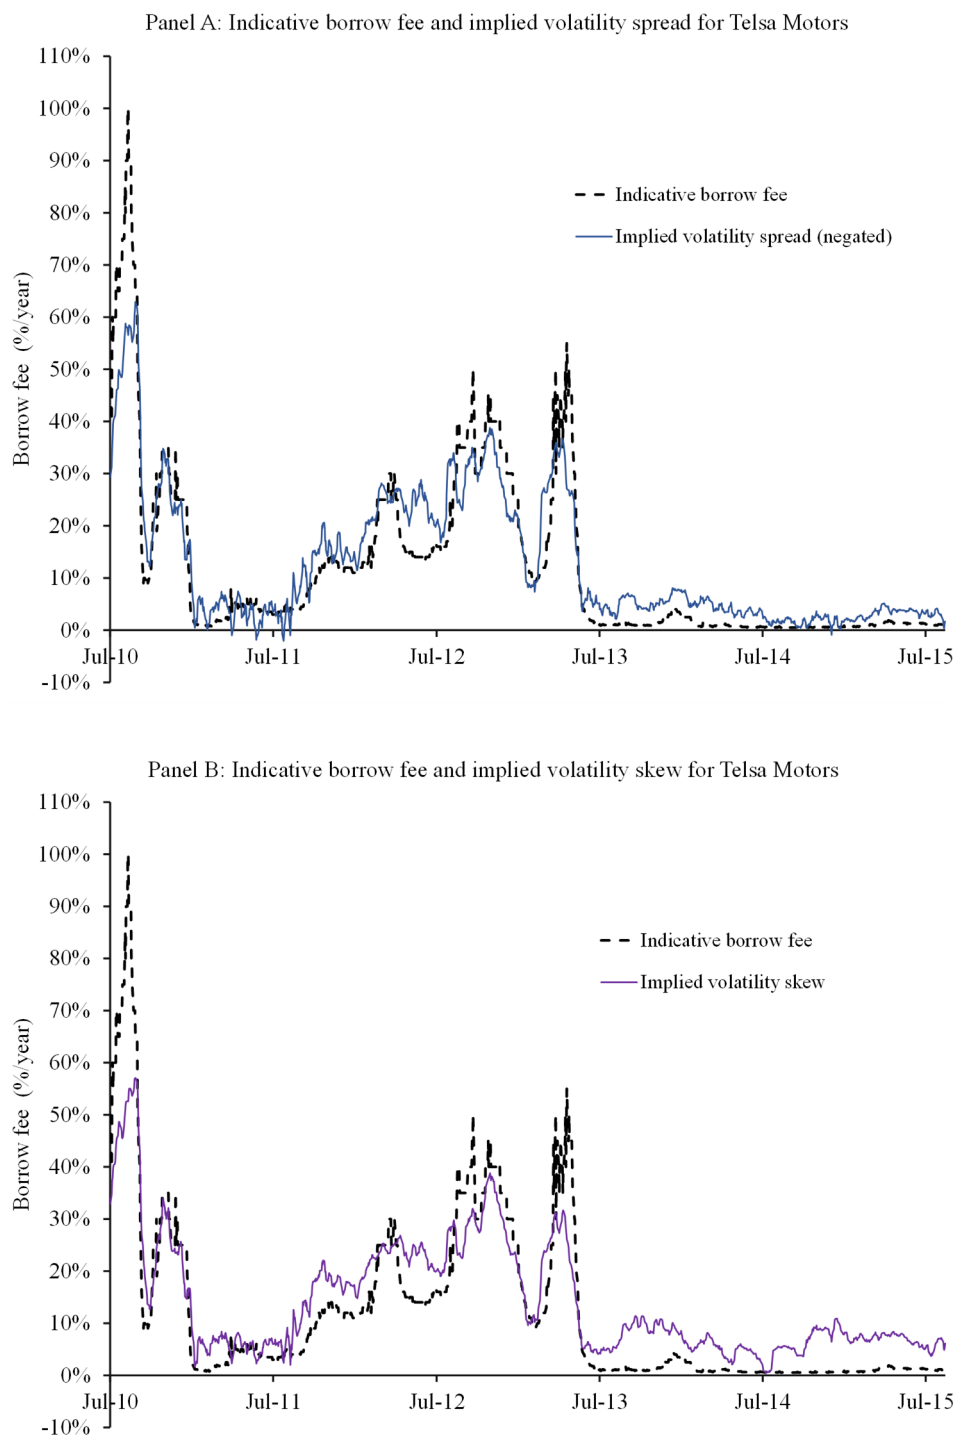 Panel A: Indicative borrow fee and implied volatility spread for Telsa Motors
110%
100%
90%
80%
70%
60%
50%
40%
30%
20%
10%
0%
-10%
Borrow fee (%/year)
Indicative borrow fee
Implied volatility spread (negated)
Jul-10
Jul-11
Jul-12
Jul-13
Jul-14
Jul-15
Panel B: Indicative borrow fee and implied volatility skew for Telsa Motors
110%
100%
90%
80%
70%
60%
50%
40%
30%
20%
10%
0%
-10%
Borrow fee (%/year)
Indicative borrow fee
Implied volatility skew
Jul-10
Jul-11
Jul-12
Jul-13
Jul-14
Jul-15